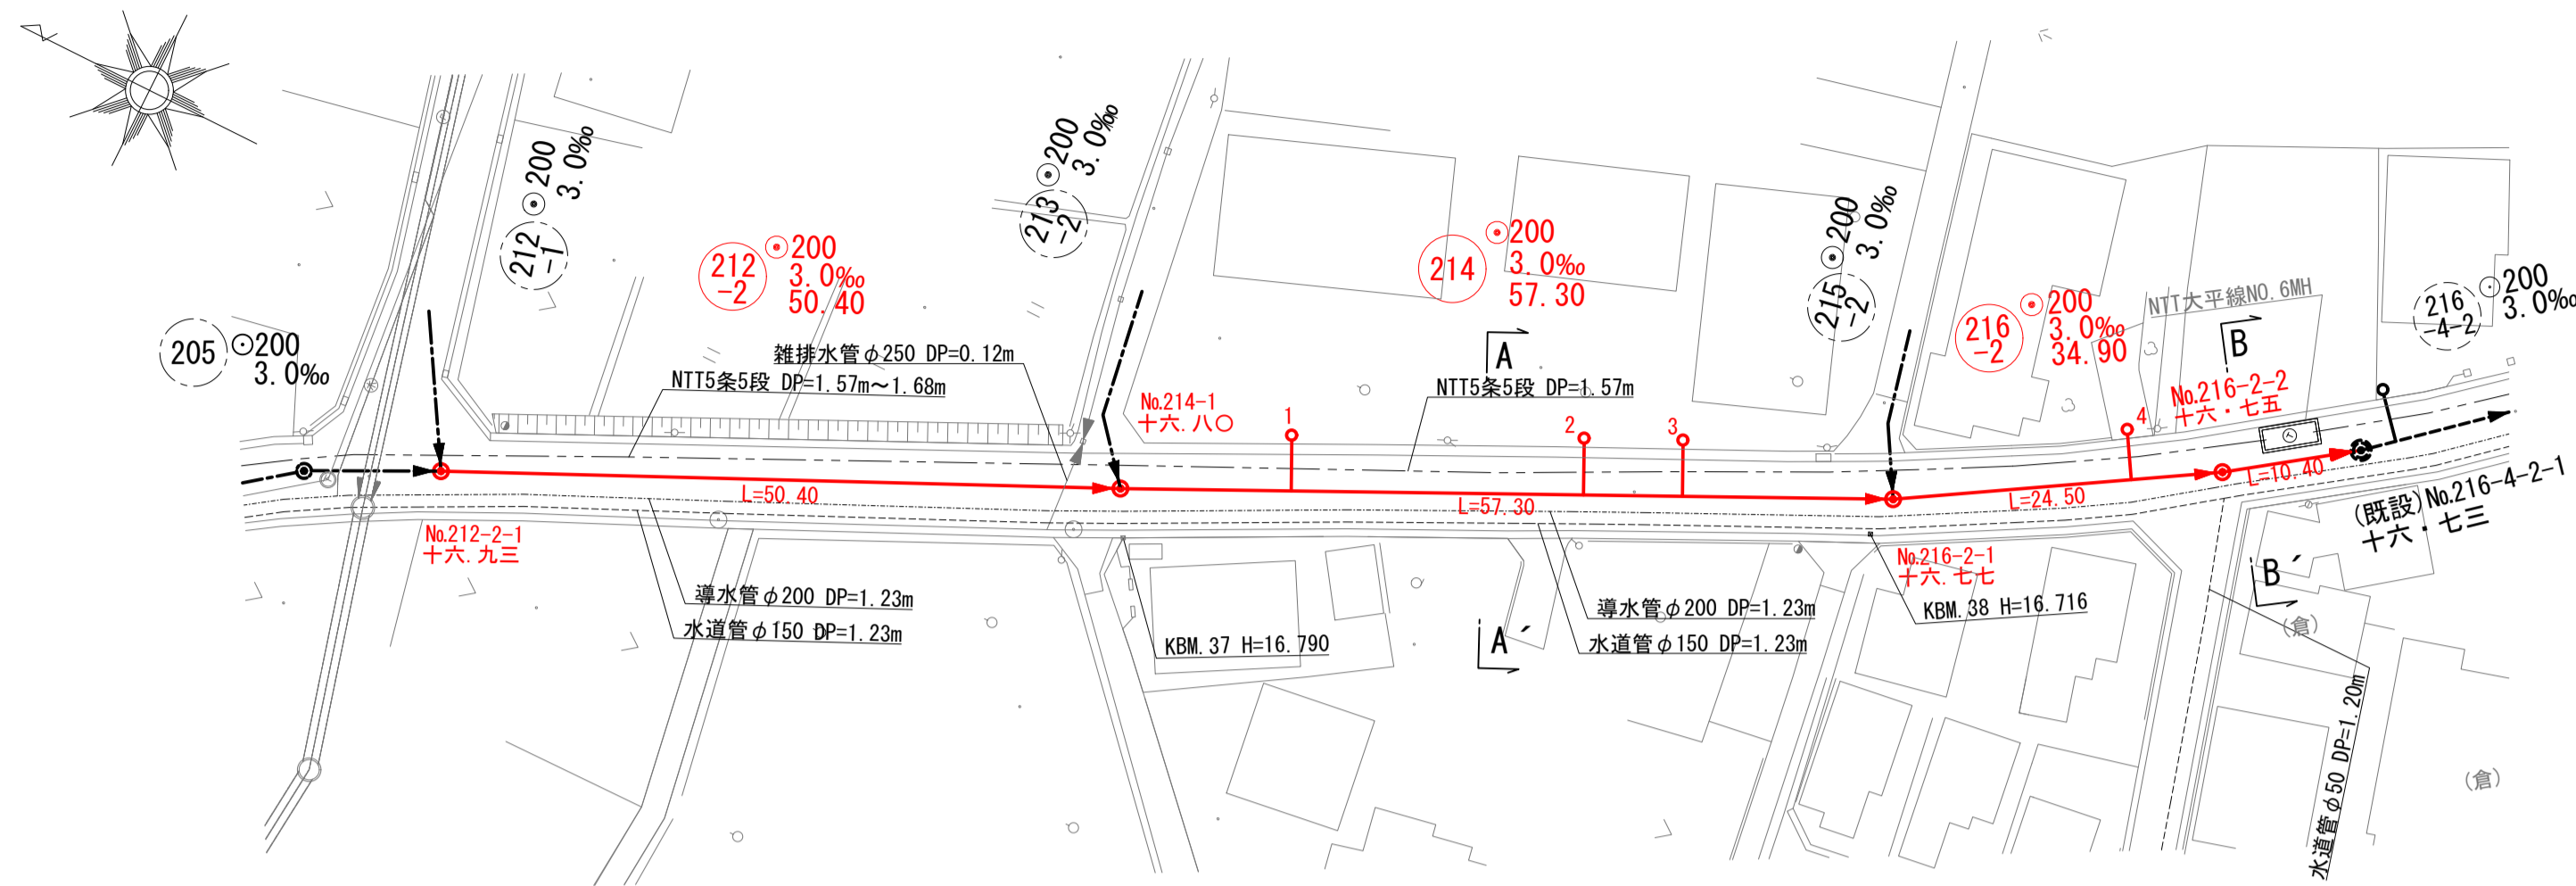 205
200
3.0‰
212
-1
200
3.0‰
212
-2
200
3.0‰
50.40
213
-2
200
3.0‰
214
200
3.0‰
57.30
215
-2
200
3.0‰
216
-2
200
3.0‰
34.90
NTT大平線NO.6MH
216
-4-2
200
3.0‰
雑排水管φ250 DP=0.12m
NTT5条5段 DP=1.57m～1.68m
A
NTT5条5段 DP=1.57m
B
No.214-1
十六.八〇
1
2
3
4
No.216-2-2
十六・七五
L=50.40
L=57.30
L=24.50
L=10.40
(既設)No.216-4-2-1
十六・七三
No.212-2-1
十六.九三
No.216-2-1
十六.七七
導水管φ200 DP=1.23m
水道管φ150 DP=1.23m
KBM.37 H=16.790
A´
導水管φ200 DP=1.23m
水道管φ150 DP=1.23m
KBM.38 H=16.716
B´
(倉)
(倉)
水道管φ50 DP=1.20m